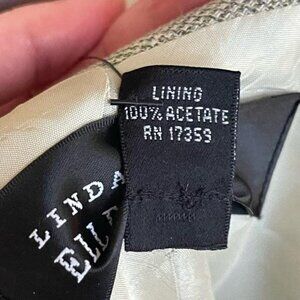 LINING
100% ACETATE
RN 17359
LINDA